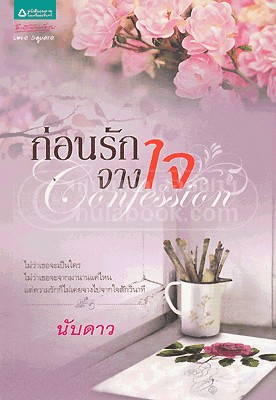 Love Square
ก่อนรัก
จางใจ
Confession
ไม่ว่าเธอจะเป็นใคร
ไม่ว่าเธอจะจากมานานแค่ไหน
แต่ความรักก็ไม่เคยจางไปจากใจสักวินาที
นับดาว
chulabook.com